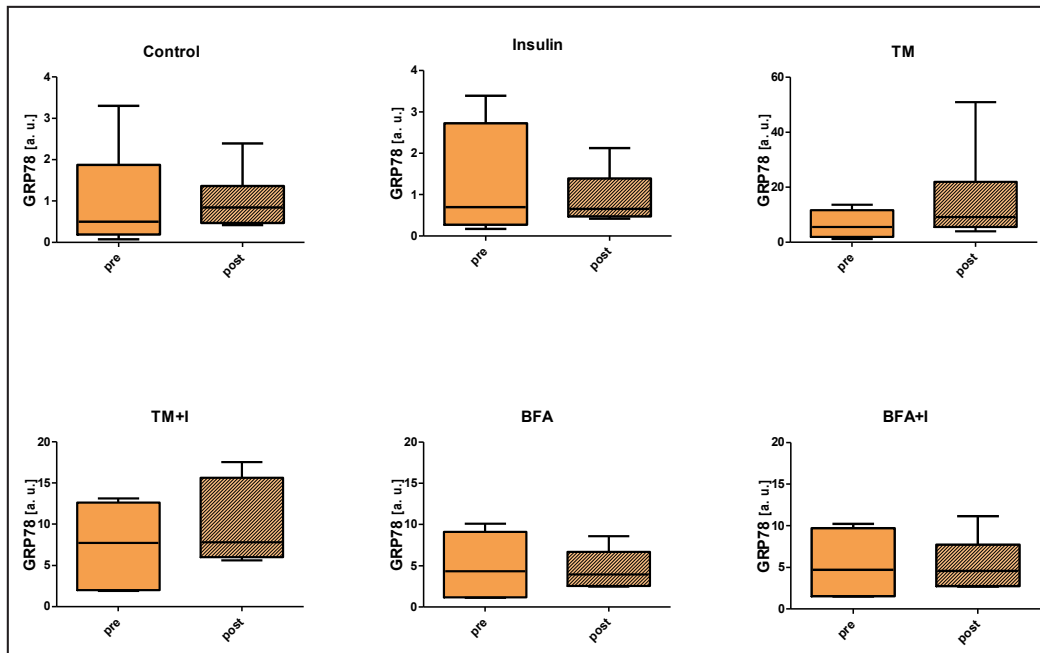 Control
GRP78 [a. u.]
4
3
2
1
0
pre
post
Insulin
GRP78 [a. u.]
4
3
2
1
0
pre
post
TM
GRP78 [a. u.]
60
40
20
0
pre
post
TM+I
GRP78 [a. u.]
20
15
10
5
0
pre
post
BFA
GRP78 [a. u.]
20
15
10
5
0
pre
post
BFA+I
GRP78 [a. u.]
20
15
10
5
0
pre
post